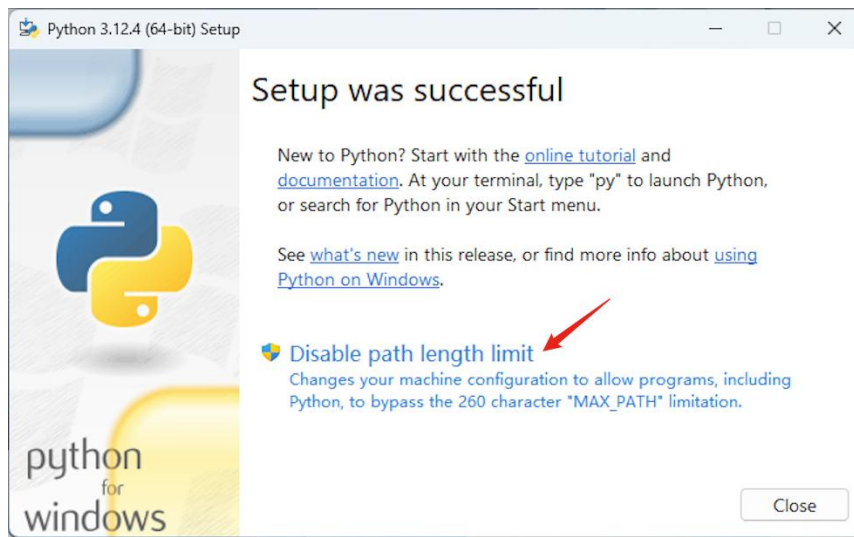 Python 3.12.4 (64-bit) Setup
Setup was successful
New to Python? Start with the online tutorial and
documentation. At your terminal, type "py" to launch Python,
or search for Python in your Start menu.
See what's new in this release, or find more info about using
Python on Windows.
Disable path length limit
Changes your machine configuration to allow programs, including
Python, to bypass the 260 character "MAX_PATH" limitation.
python
for
windows
Close